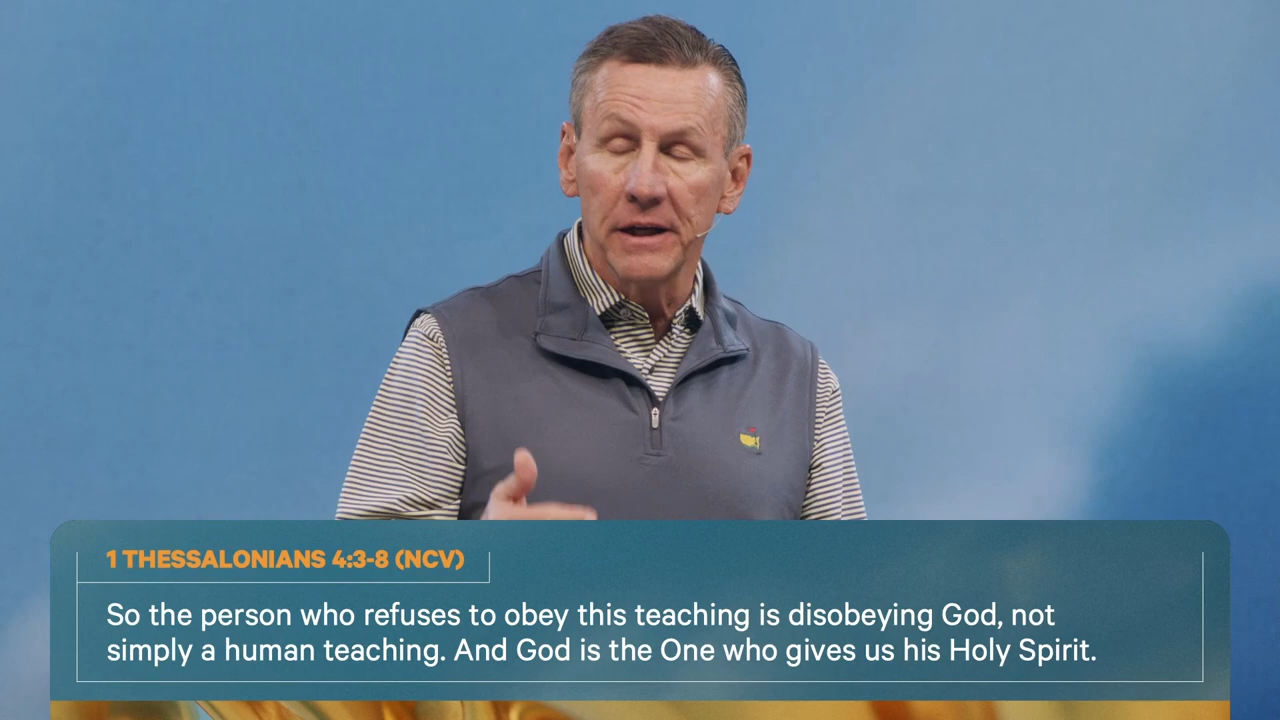 1 THESSALONIANS 4:3-8 (NCV)
So the person who refuses to obey this teaching is disobeying God, not
simply a human teaching. And God is the One who gives us his Holy Spirit.